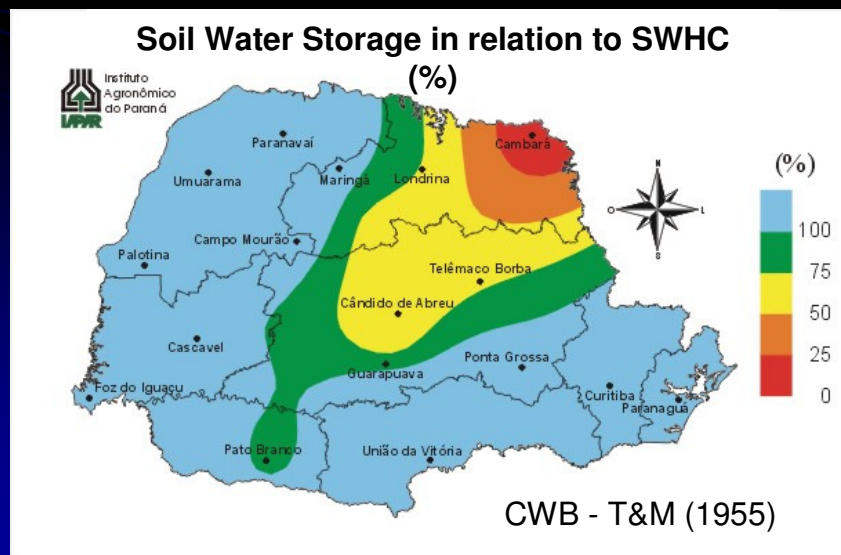 Soil Water Storage in relation to SWHC
(%)
Instituto
Agronômico
do Paraná
IAPAR
Paranavaí
Cambará
(%)
Umuarama
Maringá
Londrina
N
O
L
S
Campo Mourão
100
Palotina
Telêmaco Borba
75
Cândido de Abreu
50
Cascavel
Ponta Grossa
25
Guarapuava
Foz do Iguaçu
Curitiba
0
Paranaguá
Pato Branco
União da Vitória
CWB - T&M (1955)